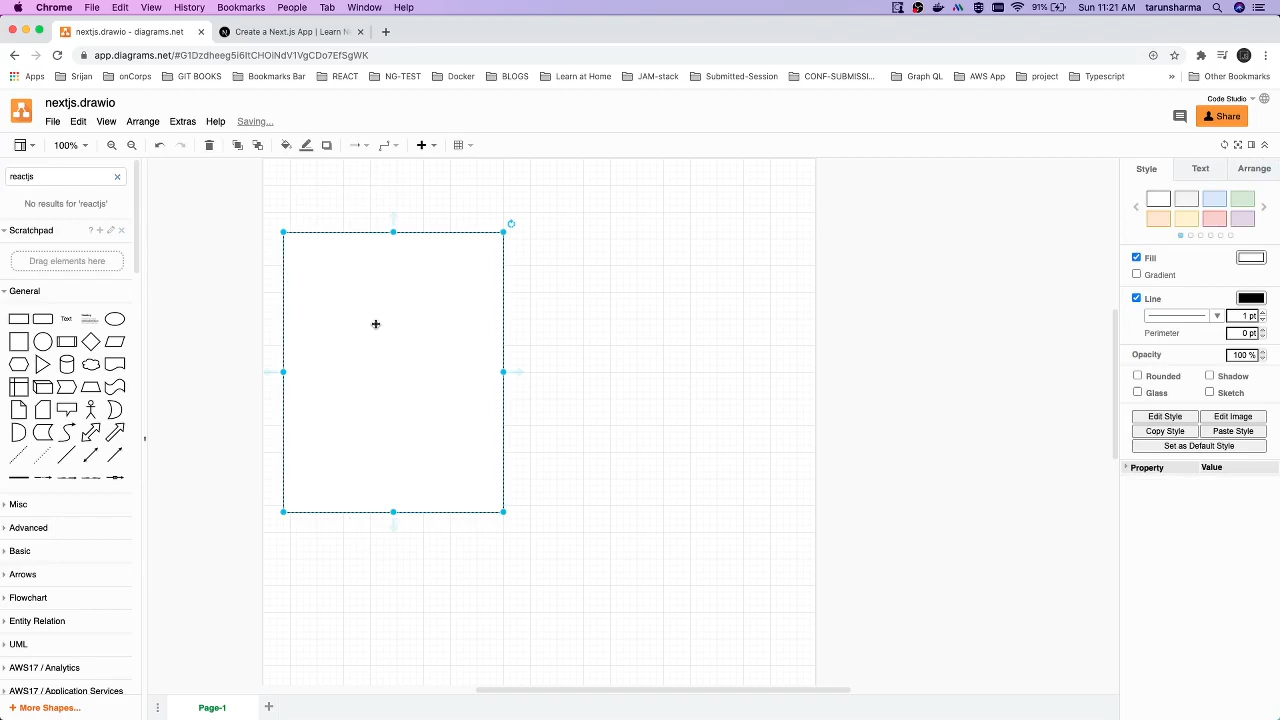 Chrome File Edit View History Bookmarks People Tab Window Help 91% Sun 11:21 AM tarunsharma
nextjs.drawio - diagrams.net Create a Next.js App | Learn N
app.diagrams.net/#G1Dzdheeg5i6ItCHOiNdV1VgCDo7EfSgWK
Apps Srijan onCorps GIT BOOKS Bookmarks Bar REACT NG-TEST Docker BLOGS Learn at Home JAM-stack Submitted-Session CONF-SUBMISSI... Graph QL AWS App project Typescript » Other Bookmarks
nextjs.drawio
Code Studio
File Edit View Arrange Extras Help Saving...
Share
100%
reactjs
No results for 'reactjs'
Scratchpad ?
Drag elements here
General
Text
Heading
Misc
Advanced
Basic
Arrows
Flowchart
Entity Relation
UML
AWS17 / Analytics
AWS17 / Application Services
+ More Shapes...
Page-1
Style Text Arrange
Fill
Gradient
Line
1 pt
Perimeter 0 pt
Opacity 100 %
Rounded Shadow
Glass Sketch
Edit Style Edit Image
Copy Style Paste Style
Set as Default Style
Property Value